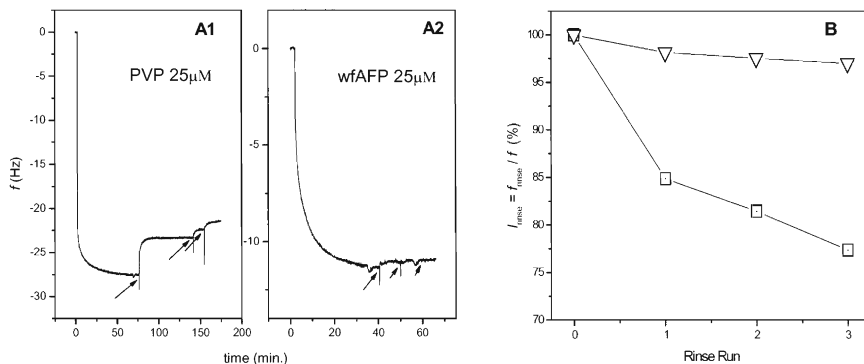 A1
PVP 25μM
f (Hz)
0
-5
-10
-15
-20
-25
-30
0 50 100 150 200
A2
wfAFP 25μM
0
-5
-10
0 20 40 60
time (min.)
B
I rinse = f rinse / f (%)
100
95
90
85
80
75
70
0 1 2 3
Rinse Run